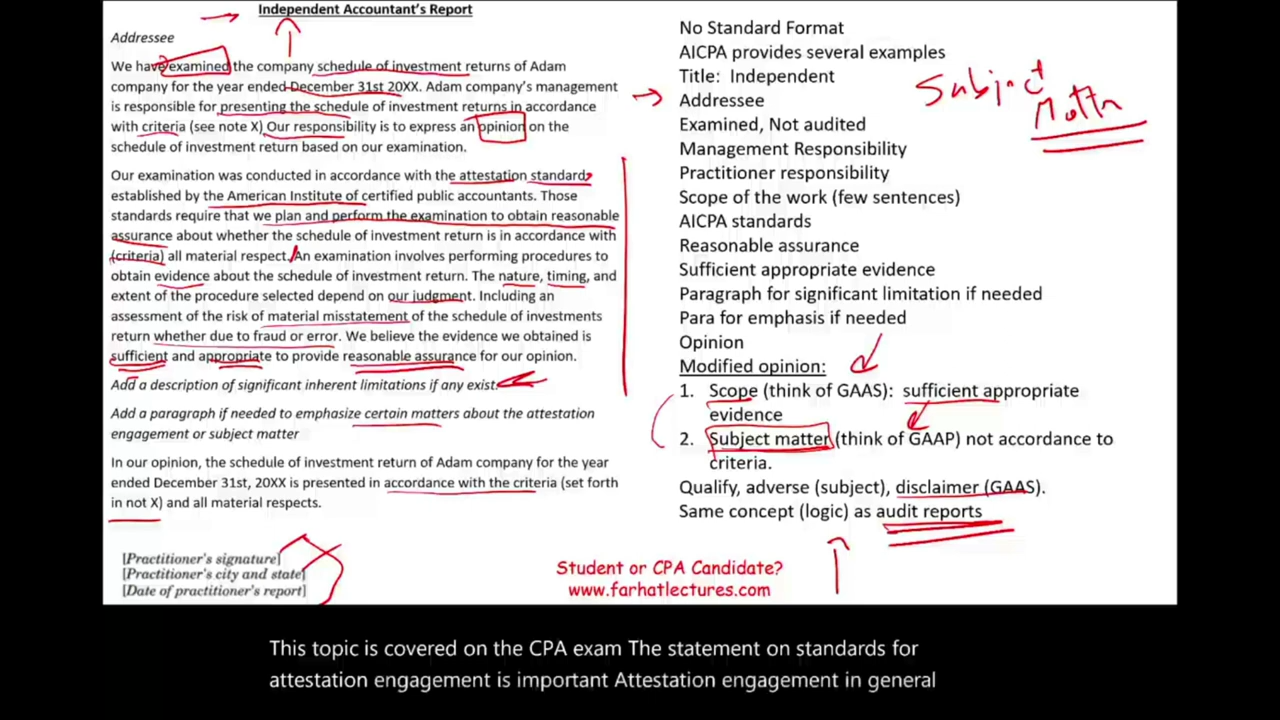 Independent Accountant's Report
Addressee
We have examined the company schedule of investment returns of Adam
company for the year ended December 31st 20XX. Adam company's management
is responsible for presenting the schedule of investment returns in accordance
with criteria (see note X) Our responsibility is to express an opinion on the
schedule of investment return based on our examination.
Our examination was conducted in accordance with the attestation standards
established by the American Institute of certified public accountants. Those
standards require that we plan and perform the examination to obtain reasonable
assurance about whether the schedule of investment return is in accordance with
(criteria) all material respect. An examination involves performing procedures to
obtain evidence about the schedule of investment return. The nature, timing, and
extent of the procedure selected depend on our judgment. Including an
assessment of the risk of material misstatement of the schedule of investments
return whether due to fraud or error. We believe the evidence we obtained is
sufficient and appropriate to provide reasonable assurance for our opinion.
Add a description of significant inherent limitations if any exist.
Add a paragraph if needed to emphasize certain matters about the attestation
engagement or subject matter
In our opinion, the schedule of investment return of Adam company for the year
ended December 31st, 20XX is presented in accordance with the criteria (set forth
in not X) and all material respects.
[Practitioner's signature]
[Practitioner's city and state]
[Date of practitioner's report]
No Standard Format
AICPA provides several examples
Title: Independent
Addressee
Examined, Not audited
Management Responsibility
Practitioner responsibility
Scope of the work (few sentences)
AICPA standards
Reasonable assurance
Sufficient appropriate evidence
Paragraph for significant limitation if needed
Para for emphasis if needed
Opinion
Modified opinion:
1. Scope (think of GAAS): sufficient appropriate
evidence
2. Subject matter (think of GAAP) not accordance to
criteria.
Qualify, adverse (subject), disclaimer (GAAS).
Same concept (logic) as audit reports
Subject
Matter
Student or CPA Candidate?
www.farhatlectures.com
This topic is covered on the CPA exam The statement on standards for
attestation engagement is important Attestation engagement in general